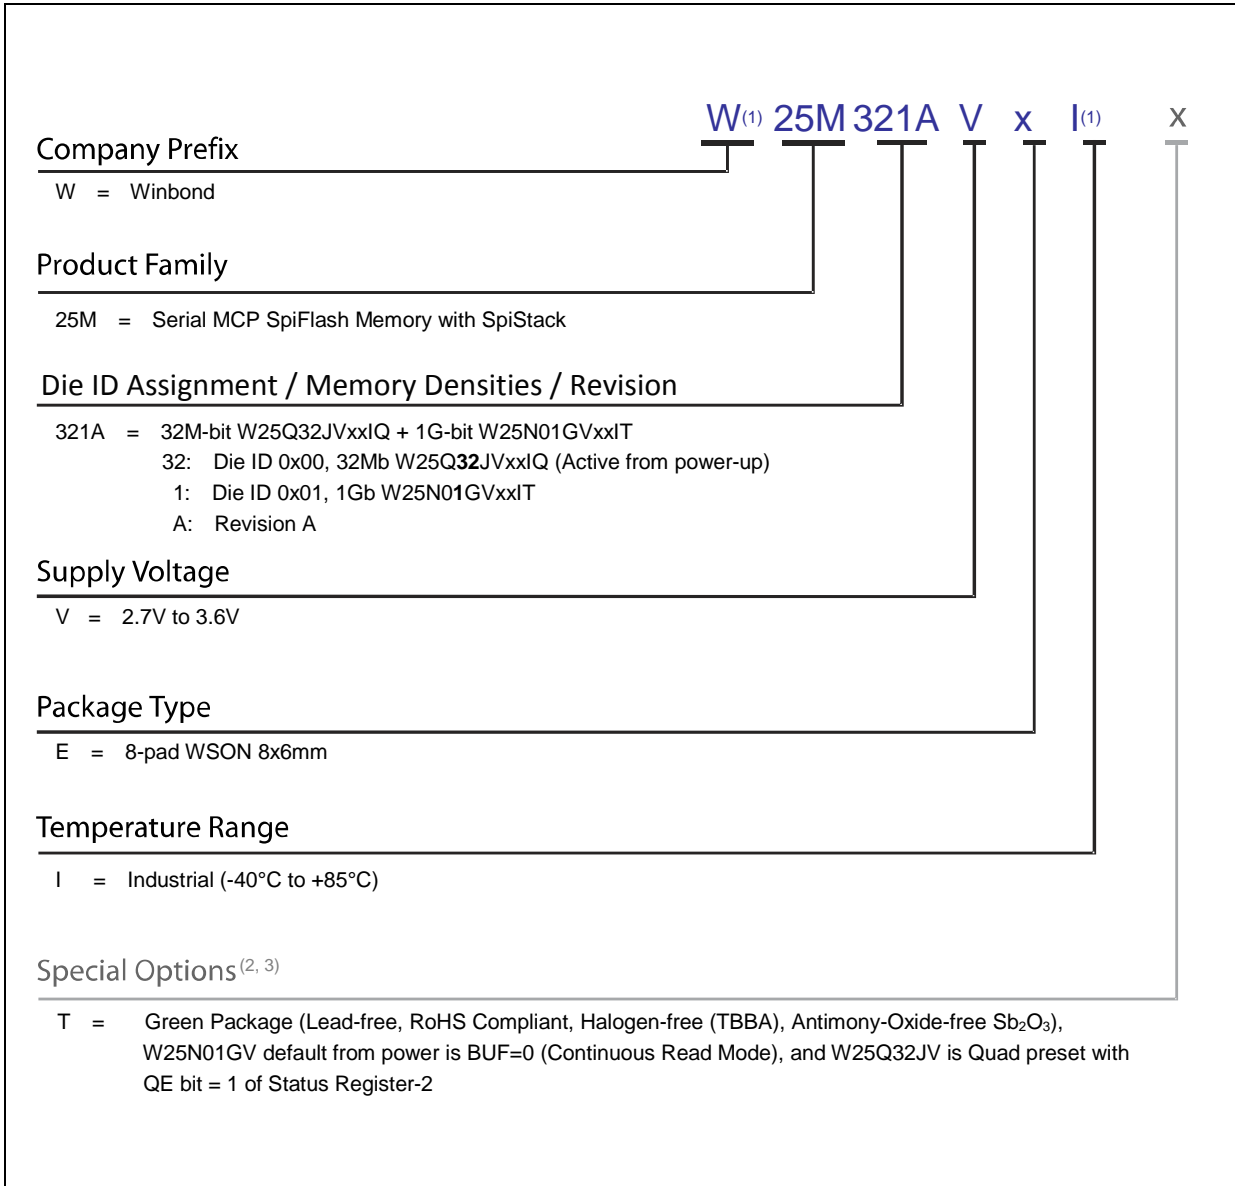 W(1) 25M 321A V x I(1) x
Company Prefix
W = Winbond
Product Family
25M = Serial MCP SpiFlash Memory with SpiStack
Die ID Assignment / Memory Densities / Revision
321A = 32M-bit W25Q32JVxxIQ + 1G-bit W25N01GVxxIT
32: Die ID 0x00, 32Mb W25Q32JVxxIQ (Active from power-up)
1: Die ID 0x01, 1Gb W25N01GVxxIT
A: Revision A
Supply Voltage
V = 2.7V to 3.6V
Package Type
E = 8-pad WSON 8x6mm
Temperature Range
I = Industrial (-40°C to +85°C)
Special Options(2, 3)
T = Green Package (Lead-free, RoHS Compliant, Halogen-free (TBBA), Antimony-Oxide-free Sb₂O₃),
W25N01GV default from power is BUF=0 (Continuous Read Mode), and W25Q32JV is Quad preset with
QE bit = 1 of Status Register-2